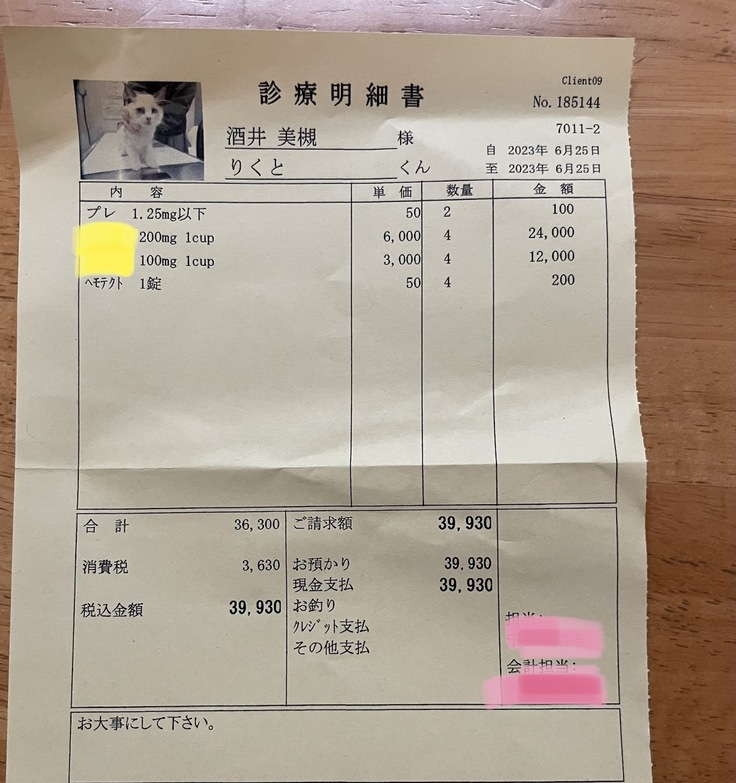 診療明細書
Client09
No. 185144
7011-2
酒井 美槻 様
りくと くん
自 2023年 6月25日
至 2023年 6月25日
内 容 単 価 数量 金 額
プレ 1.25mg以下 50 2 100
200mg 1cup 6,000 4 24,000
100mg 1cup 3,000 4 12,000
ﾍﾓﾃｸﾄ 1錠 50 4 200
合 計 36,300
消費税 3,630
税込金額 39,930
ご請求額 39,930
お預かり 39,930
現金支払 39,930
お釣り
ｸﾚｼﾞｯﾄ支払
その他支払
担当:
会計担当:
お大事にして下さい。